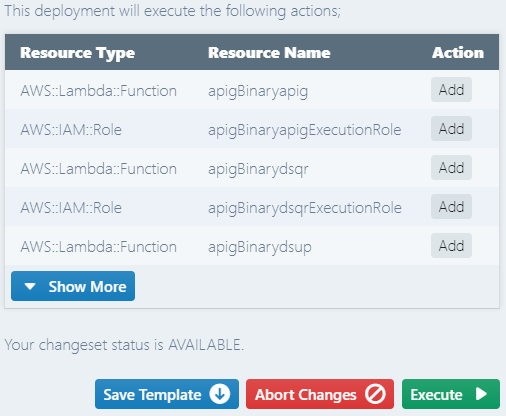 This deployment will execute the following actions;
Resource Type Resource Name Action
AWS::Lambda::Function apigBinaryapig Add
AWS::IAM::Role apigBinaryapigExecutionRole Add
AWS::Lambda::Function apigBinarydsqr Add
AWS::IAM::Role apigBinarydsqrExecutionRole Add
AWS::Lambda::Function apigBinarydsup Add
Show More
Your changeset status is AVAILABLE.
Save Template Abort Changes Execute